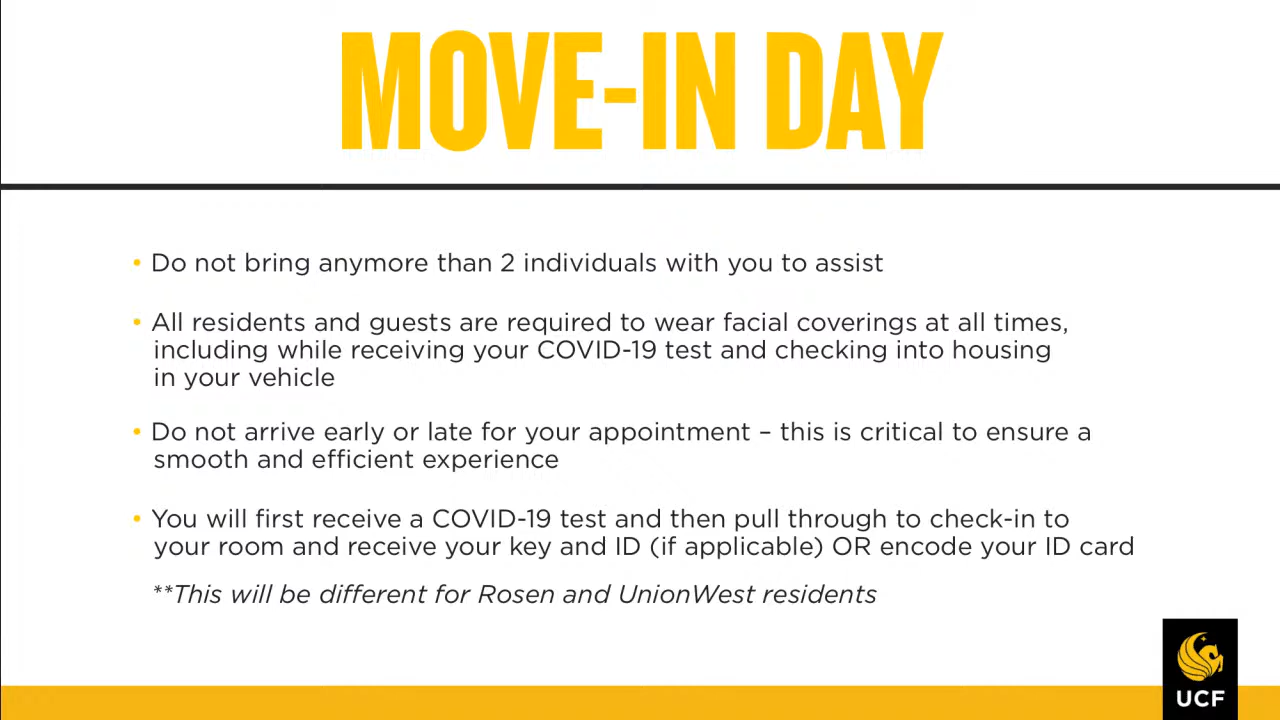 MOVE-IN DAY
• Do not bring anymore than 2 individuals with you to assist
• All residents and guests are required to wear facial coverings at all times,
including while receiving your COVID-19 test and checking into housing
in your vehicle
• Do not arrive early or late for your appointment – this is critical to ensure a
smooth and efficient experience
• You will first receive a COVID-19 test and then pull through to check-in to
your room and receive your key and ID (if applicable) OR encode your ID card
**This will be different for Rosen and UnionWest residents
UCF